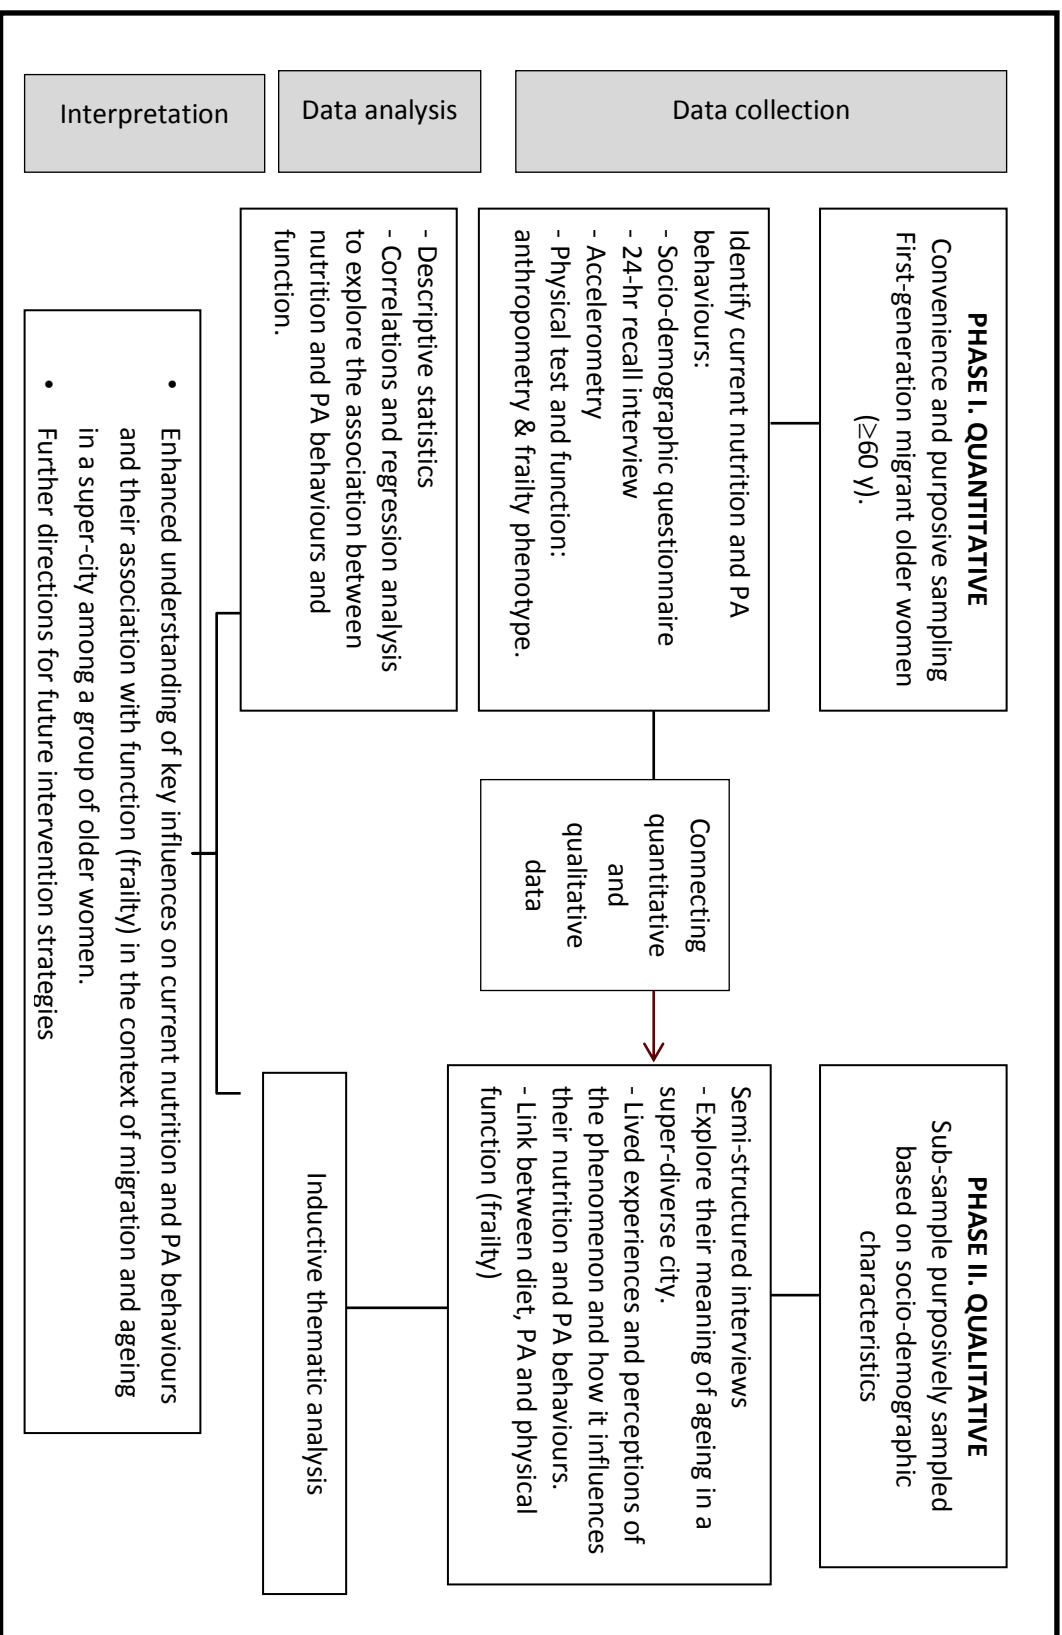 Data collection
PHASE I. QUANTITATIVE
Convenience and purposive sampling
First-generation migrant older women
(≥60 y).
PHASE II. QUALITATIVE
Sub-sample purposively sampled
based on socio-demographic
characteristics
Identify current nutrition and PA
behaviours:
- Socio-demographic questionnaire
- 24-hr recall interview
- Accelerometry
- Physical test and function:
anthropometry & frailty phenotype.
Connecting
quantitative
and
qualitative
data
Semi-structured interviews
- Explore their meaning of ageing in a
super-diverse city.
- Lived experiences and perceptions of
the phenomenon and how it influences
their nutrition and PA behaviours.
- Link between diet, PA and physical
function (frailty)
Data analysis
- Descriptive statistics
- Correlations and regression analysis
to explore the association between
nutrition and PA behaviours and
function.
Inductive thematic analysis
Interpretation
• Enhanced understanding of key influences on current nutrition and PA behaviours
and their association with function (frailty) in the context of migration and ageing
in a super-city among a group of older women.
• Further directions for future intervention strategies